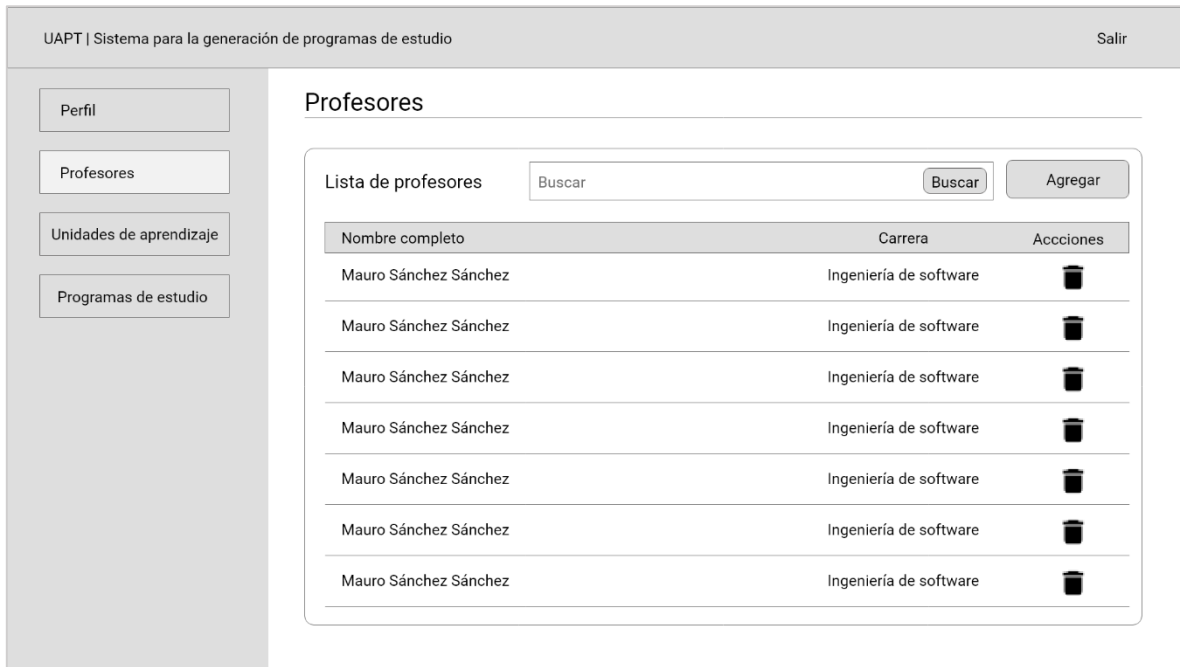 UAPT | Sistema para la generación de programas de estudio Salir
Perfil
Profesores
Unidades de aprendizaje
Programas de estudio
Profesores
Lista de profesores Buscar Buscar Agregar
Nombre completo Carrera Accciones
Mauro Sánchez Sánchez Ingeniería de software
Mauro Sánchez Sánchez Ingeniería de software
Mauro Sánchez Sánchez Ingeniería de software
Mauro Sánchez Sánchez Ingeniería de software
Mauro Sánchez Sánchez Ingeniería de software
Mauro Sánchez Sánchez Ingeniería de software
Mauro Sánchez Sánchez Ingeniería de software